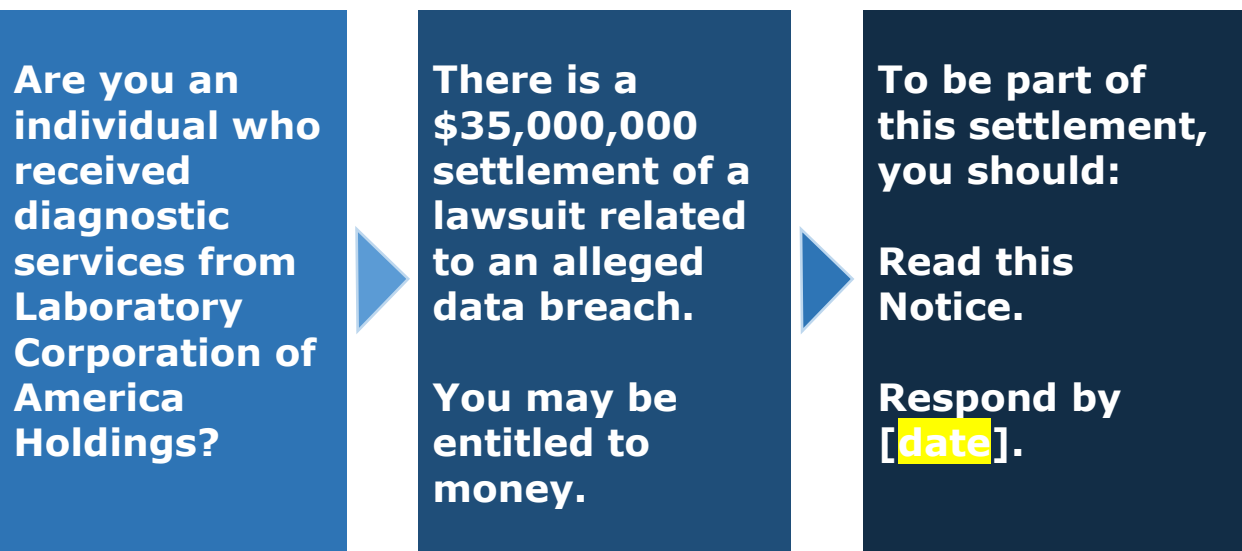 Are you an
individual who
received
diagnostic
services from
Laboratory
Corporation of
America
Holdings?
There is a
$35,000,000
settlement of a
lawsuit related
to an alleged
data breach.
You may be
entitled to
money.
To be part of
this settlement,
you should:
Read this
Notice.
Respond by
[date].